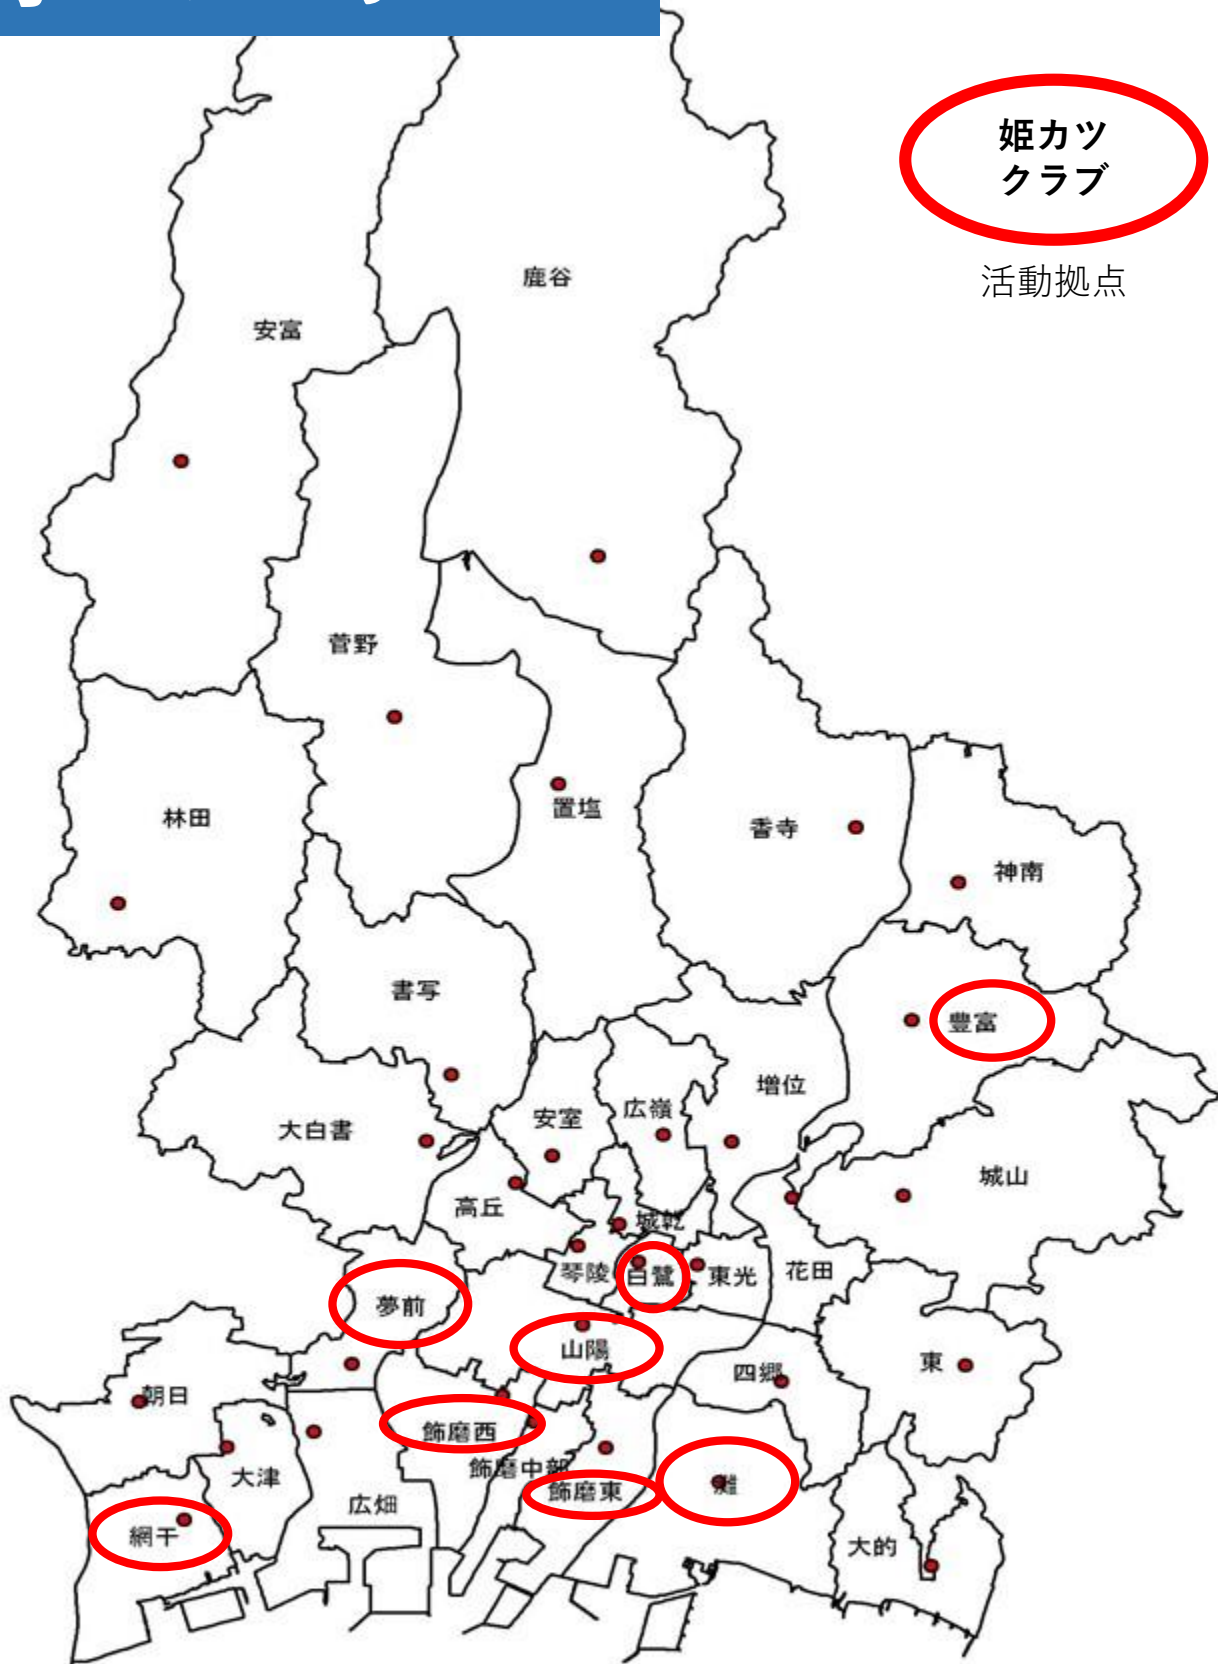 姫カツ
クラブ
活動拠点
鹿谷
安富
菅野
置塩
林田
香寺
神南
書写
豊富
増位
広嶺
安室
大白書
城山
高丘
城乾
琴陵
白鷺
東光
花田
夢前
山陽
四郷
東
朝日
飾磨西
飾磨中部
大津
飾磨東
灘
広畑
網干
大的